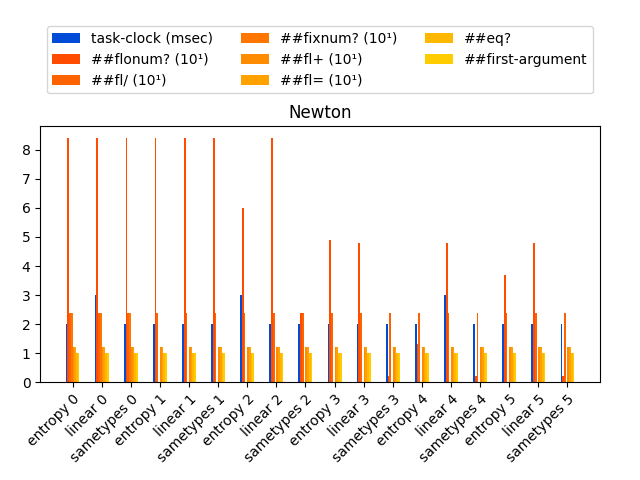 task-clock (msec) ##fixnum? (10¹) ##eq?
##flonum? (10¹) ##fl+ (10¹) ##first-argument
##fl/ (10¹) ##fl= (10¹)
Newton
8
7
6
5
4
3
2
1
0
entropy 0
linear 0
sametypes 0
entropy 1
linear 1
sametypes 1
entropy 2
linear 2
sametypes 2
entropy 3
linear 3
sametypes 3
entropy 4
linear 4
sametypes 4
entropy 5
linear 5
sametypes 5